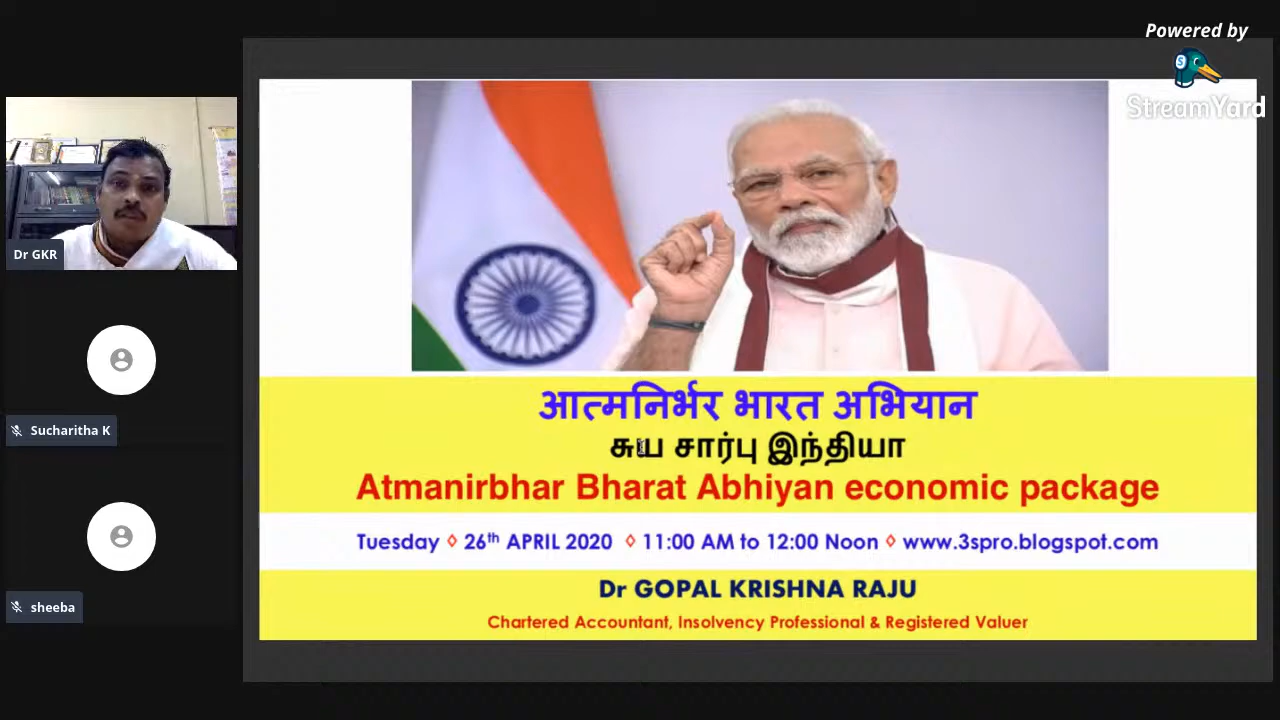 Powered by
StreamYard
Dr GKR
Sucharitha K
sheeba
आत्मनिर्भर भारत अभियान
சுய சார்பு இந்தியா
Atmanirbhar Bharat Abhiyan economic package
Tuesday ◊ 26th APRIL 2020 ◊ 11:00 AM to 12:00 Noon ◊ www.3spro.blogspot.com
Dr GOPAL KRISHNA RAJU
Chartered Accountant, Insolvency Professional & Registered Valuer